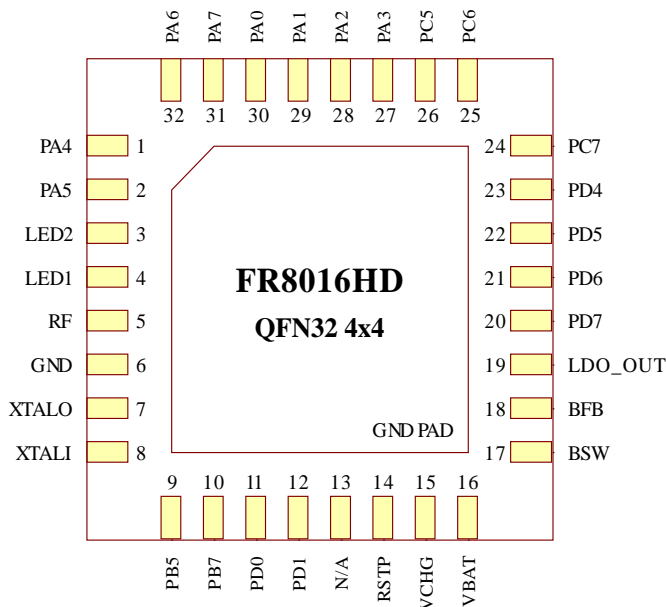 PA6 PA7 PA0 PA1 PA2 PA3 PC5 PC6
32 31 30 29 28 27 26 25
PA4 1 24 PC7
PA5 2 23 PD4
LED2 3 22 PD5
LED1 4 21 PD6
FR8016HD
RF 5 20 PD7
QFN32 4x4
GND 6 19 LDO_OUT
XTALO 7 18 BFB
GND PAD
XTALI 8 17 BSW
9 10 11 12 13 14 15 16
PB5 PB7 PD0 PD1 N/A RSTP VCHG VBAT